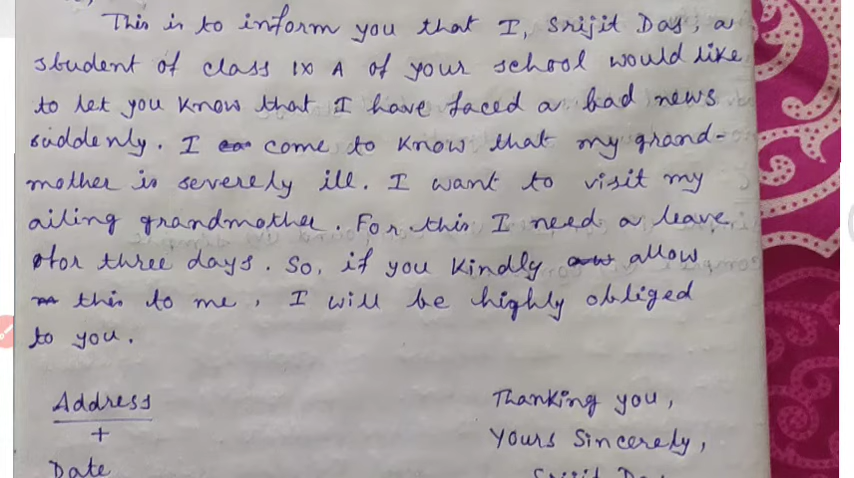 This is to inform you that I, Srijit Das, a
student of class IX A of your school would like
to let you know that I have faced a bad news
suddenly. I come to know that my grand-
mother is severely ill. I want to visit my
ailing grandmother. For this I need a leave
for three days. So, if you kindly allow
this to me, I will be highly obliged
to you.
Address
+
Date
Thanking you,
Yours Sincerely,
Srijit Das